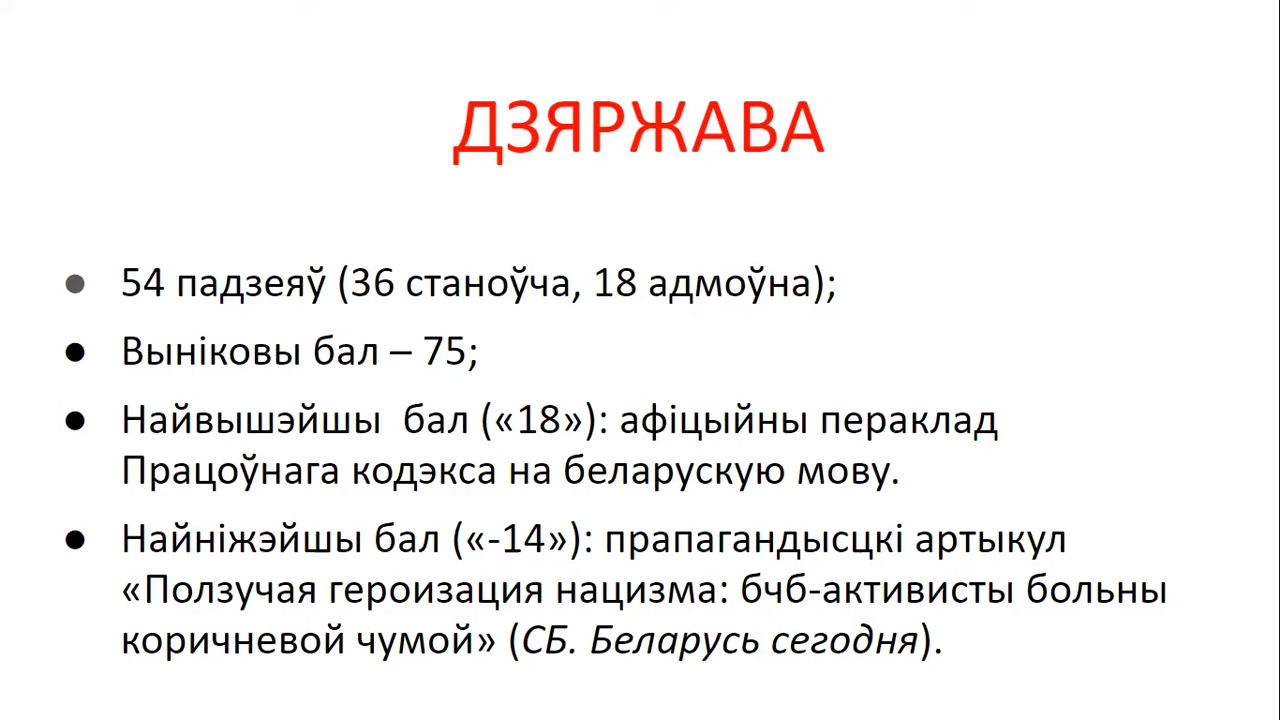 ДЗЯРЖАВА
● 54 падзеяў (36 станоўча, 18 адмоўна);
● Выніковы бал – 75;
● Найвышэйшы  бал («18»): афіцыйны пераклад
Працоўнага кодэкса на беларускую мову.
● Найніжэйшы бал («-14»): прапагандысцкі артыкул
«Ползучая героизация нацизма: бчб-активисты больны
коричневой чумой» (СБ. Беларусь сегодня).